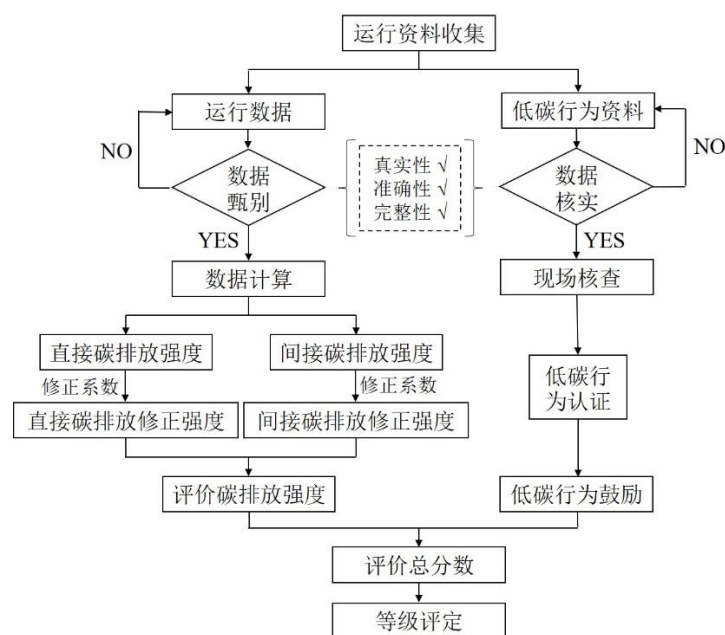 运行资料收集
运行数据
低碳行为资料
NO
NO
数据
甄别
真实性 √
准确性 √
完整性 √
数据
核实
YES
YES
数据计算
现场核查
直接碳排放强度
间接碳排放强度
修正系数
修正系数
低碳行
为认证
直接碳排放修正强度
间接碳排放修正强度
评价碳排放强度
低碳行为鼓励
评价总分数
等级评定